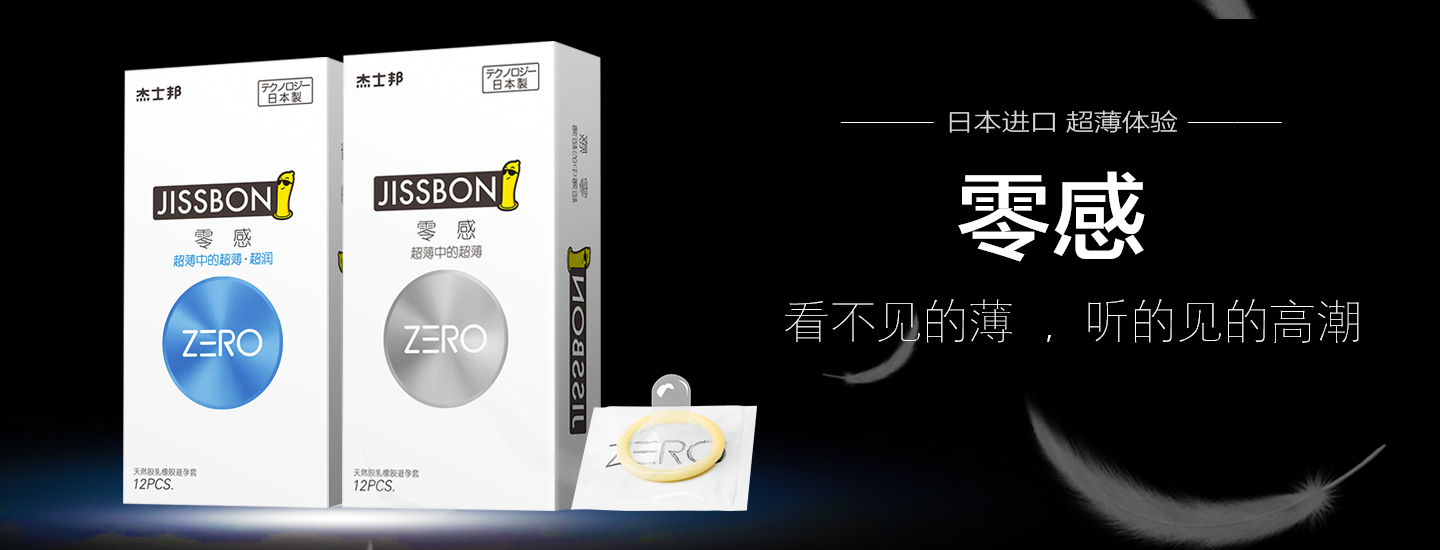 杰士邦
テクノロジー
日本製
JISSBON
零感
超薄中的超薄·超润
ZERO
天然胶乳橡胶避孕套
12PCS.
杰士邦
テクノロジー
日本製
JISSBON
零感
超薄中的超薄
ZERO
天然胶乳橡胶避孕套
12PCS.
JISSBON
ZERO
日本进口 超薄体验
零感
看不见的薄 ， 听的见的高潮